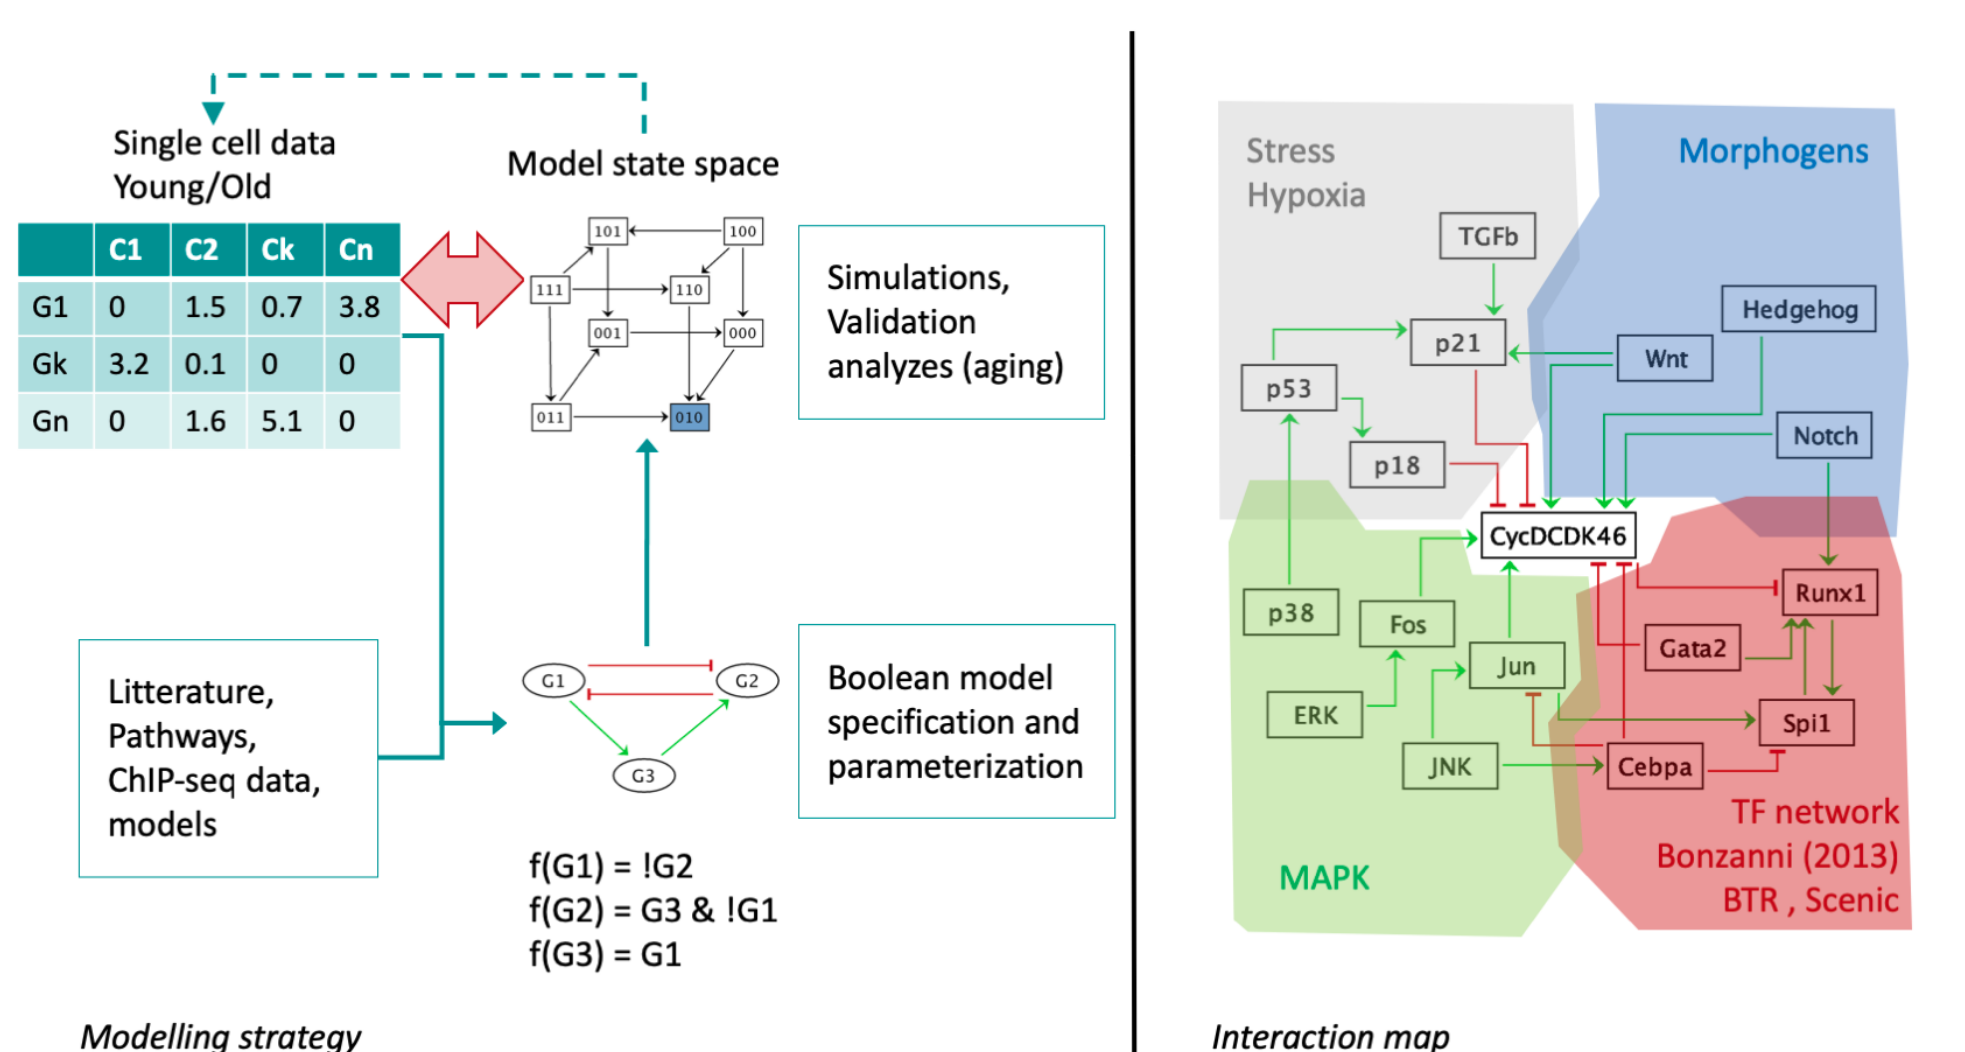 Single cell data
Young/Old
C1 C2 Ck Cn
G1 0 1.5 0.7 3.8
Gk 3.2 0.1 0 0
Gn 0 1.6 5.1 0
Model state space
101 100
111 110
001 000
011 010
Simulations,
Validation
analyzes (aging)
Litterature,
Pathways,
ChIP-seq data,
models
G1 G2
G3
Boolean model
specification and
parameterization
f(G1) = !G2
f(G2) = G3 & !G1
f(G3) = G1
Modelling strategy
Stress
Hypoxia
Morphogens
TGFb
Hedgehog
p21
Wnt
p53
Notch
p18
CycDCDK46
Runx1
p38
Fos
Gata2
Jun
ERK
Spi1
JNK
Cebpa
TF network
Bonzanni (2013)
BTR , Scenic
MAPK
Interaction map